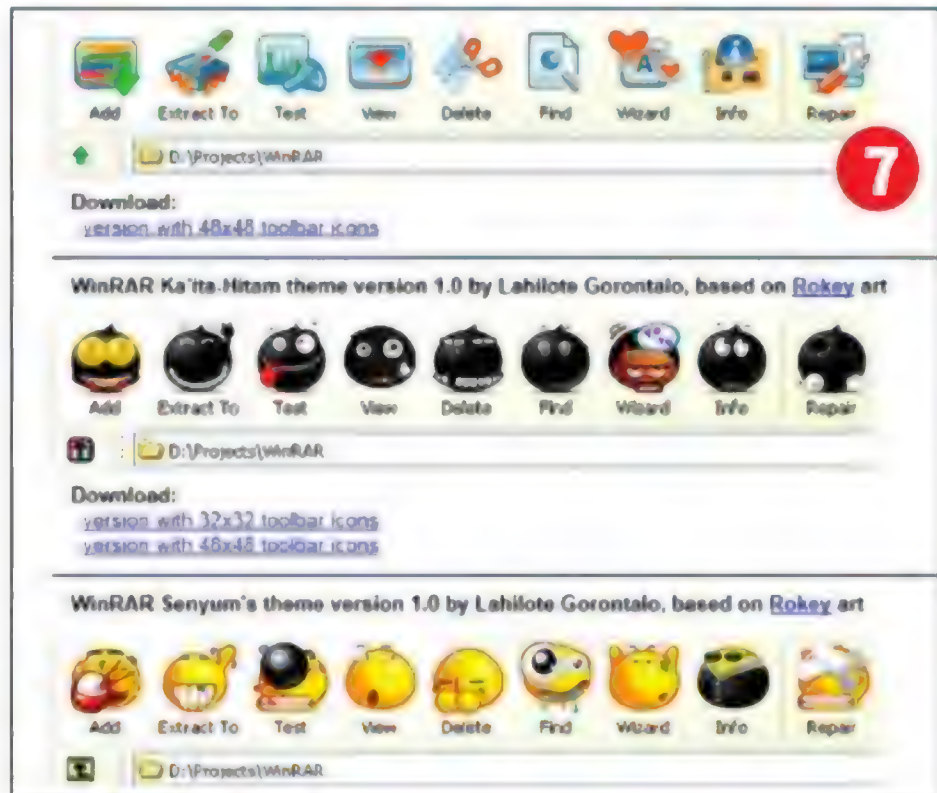 Add Extract To Test View Delete Find Wizard Info Repair
D:\Projects\WinRAR
7
Download:
version with 48x48 toolbar icons
WinRAR Ka'ita-Hitam theme version 1.0 by Lahilote Gorontalo, based on Rokey art
Add Extract To Test View Delete Find Wizard Info Repair
D:\Projects\WinRAR
Download:
version with 32x32 toolbar icons
version with 48x48 toolbar icons
WinRAR Senyum's theme version 1.0 by Lahilote Gorontalo, based on Rokey art
Add Extract To Test View Delete Find Wizard Info Repair
D:\Projects\WinRAR